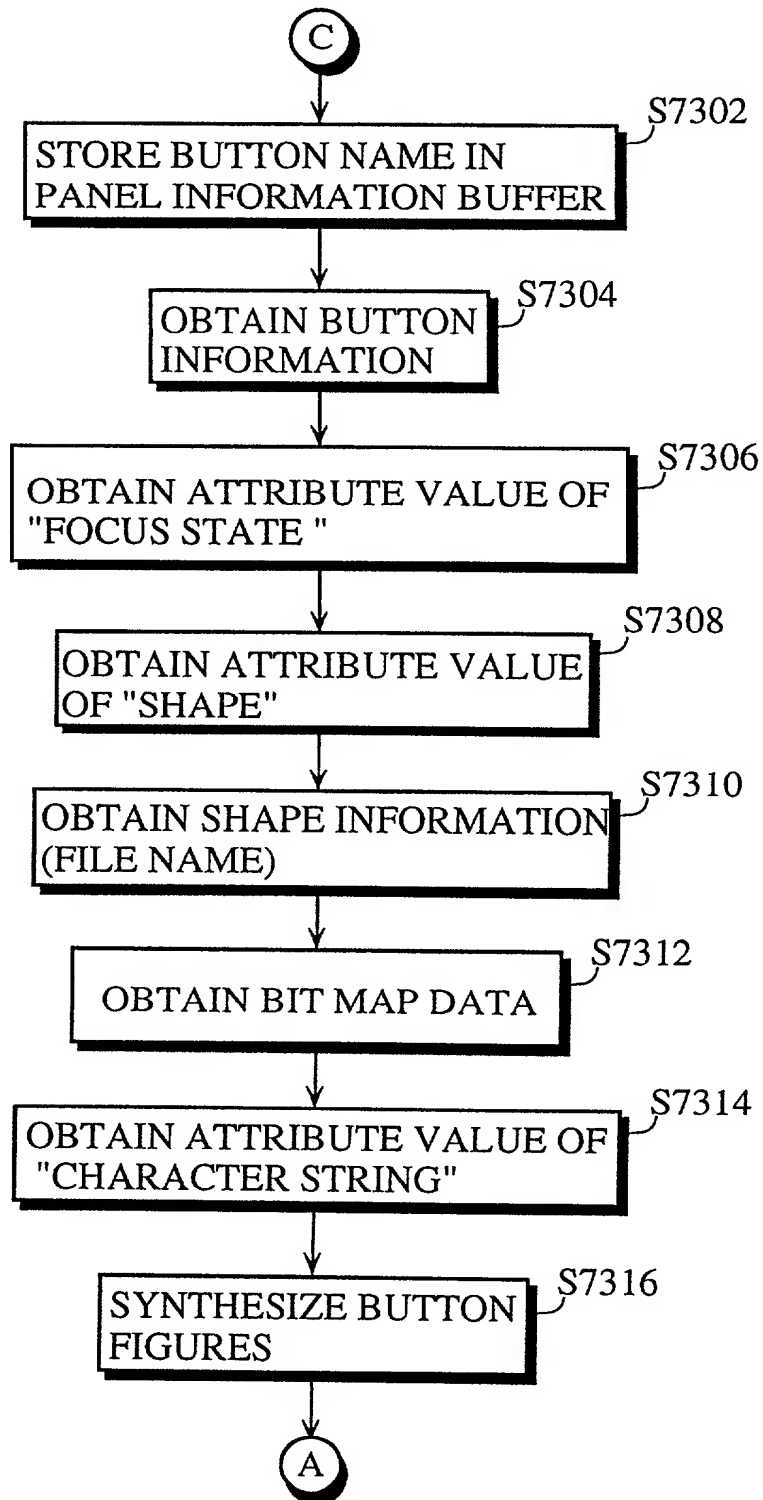 C
S7302
STORE BUTTON NAME IN
PANEL INFORMATION BUFFER
S7304
OBTAIN BUTTON
INFORMATION
S7306
OBTAIN ATTRIBUTE VALUE OF
"FOCUS STATE "
S7308
OBTAIN ATTRIBUTE VALUE
OF "SHAPE"
S7310
OBTAIN SHAPE INFORMATION
(FILE NAME)
S7312
OBTAIN BIT MAP DATA
S7314
OBTAIN ATTRIBUTE VALUE OF
"CHARACTER STRING"
S7316
SYNTHESIZE BUTTON
FIGURES
A